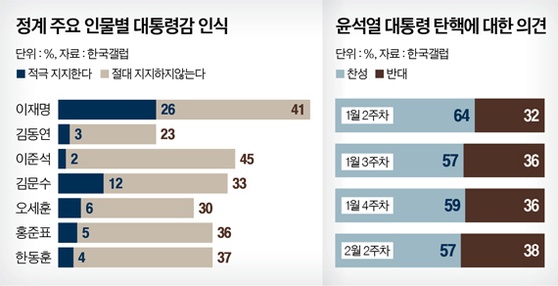 정계 주요 인물별 대통령감 인식
단위 : %, 자료 : 한국갤럽
적극 지지한다 절대 지지하지않는다
이재명 26 41
김동연 3 23
이준석 2 45
김문수 12 33
오세훈 6 30
홍준표 5 36
한동훈 4 37
윤석열 대통령 탄핵에 대한 의견
단위 : %, 자료 : 한국갤럽
찬성 반대
1월 2주차 64 32
1월 3주차 57 36
1월 4주차 59 36
2월 2주차 57 38